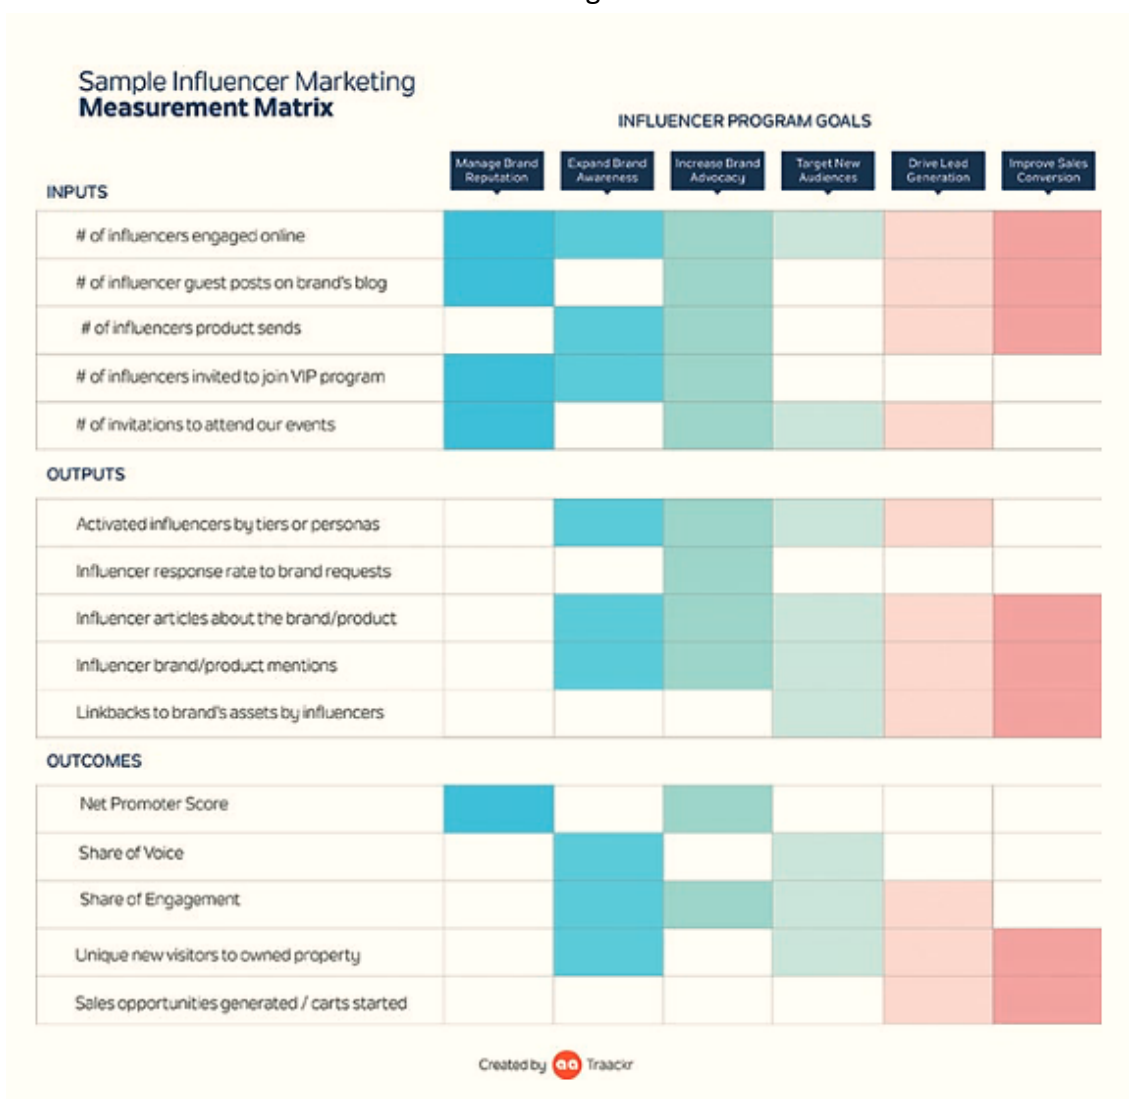 Sample Influencer Marketing
Measurement Matrix
INFLUENCER PROGRAM GOALS
Manage Brand
Reputation
Expand Brand
Awareness
Increase Brand
Advocacy
Target New
Audiences
Drive Lead
Generation
Improve Sales
Conversion
INPUTS
# of influencers engaged online
# of influencer guest posts on brand's blog
# of influencers product sends
# of influencers invited to join VIP program
# of invitations to attend our events
OUTPUTS
Activated influencers by tiers or personas
Influencer response rate to brand requests
Influencer articles about the brand/product
Influencer brand/product mentions
Linkbacks to brand's assets by influencers
OUTCOMES
Net Promoter Score
Share of Voice
Share of Engagement
Unique new visitors to owned property
Sales opportunities generated / carts started
Created by Traackr